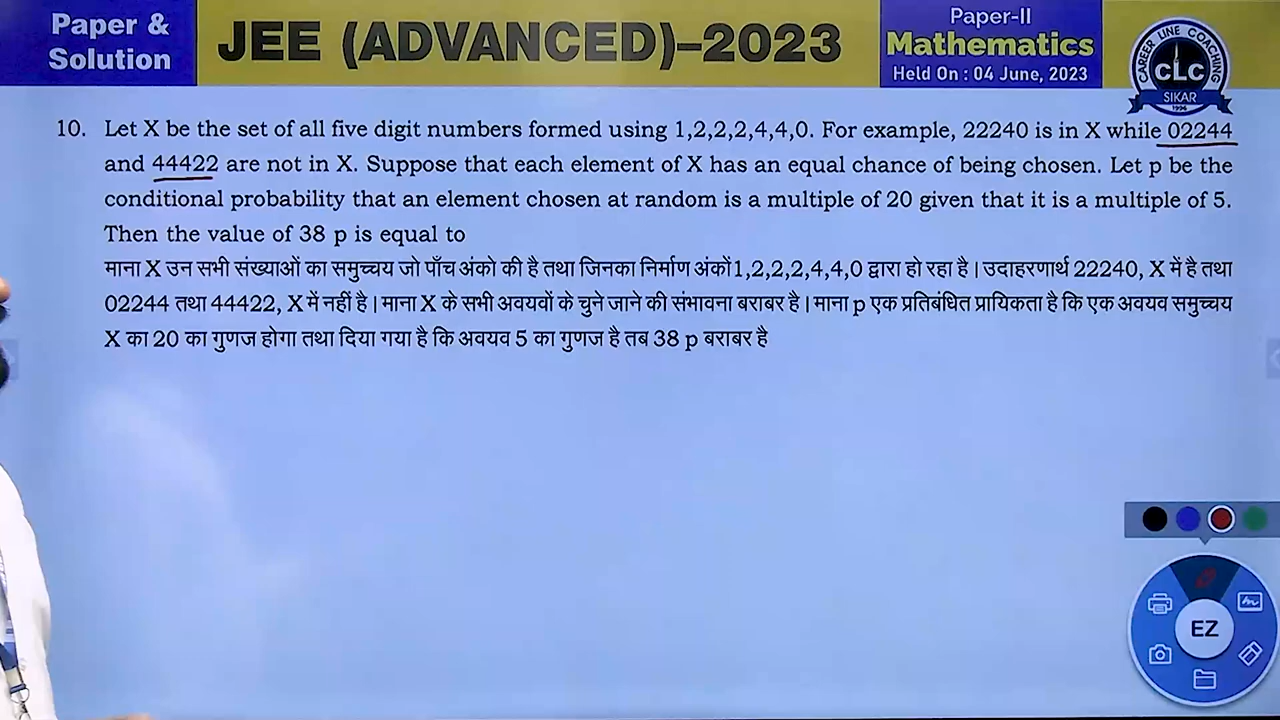 Paper &
Solution
JEE (ADVANCED)–2023
Paper-II
Mathematics
Held On : 04 June, 2023
CAREER LINE COACHING
CLC
SIKAR
1996
10. Let X be the set of all five digit numbers formed using 1,2,2,2,4,4,0. For example, 22240 is in X while 02244
and 44422 are not in X. Suppose that each element of X has an equal chance of being chosen. Let p be the
conditional probability that an element chosen at random is a multiple of 20 given that it is a multiple of 5.
Then the value of 38 p is equal to
माना X उन सभी संख्याओं का समुच्चय जो पाँच अंको की है तथा जिनका निर्माण अंकों1,2,2,2,4,4,0 द्वारा हो रहा है। उदाहरणार्थ 22240, X में है तथा
02244 तथा 44422, X में नहीं है। माना X के सभी अवयवों के चुने जाने की संभावना बराबर है। माना p एक प्रतिबंधित प्रायिकता है कि एक अवयव समुच्चय
X का 20 का गुणज होगा तथा दिया गया है कि अवयव 5 का गुणज है तब 38 p बराबर है
EZ